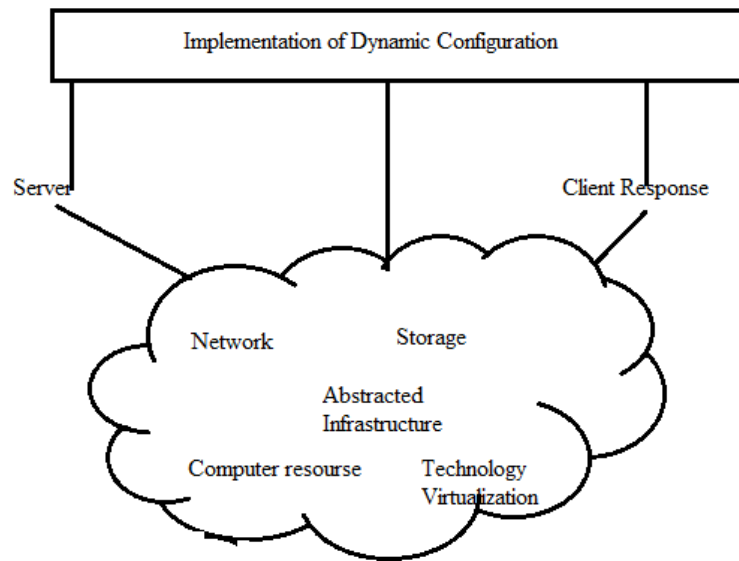 Implementation of Dynamic Configuration
Server
Client Response
Network
Storage
Abstracted
Infrastructure
Computer resourse
Technology
Virtualization